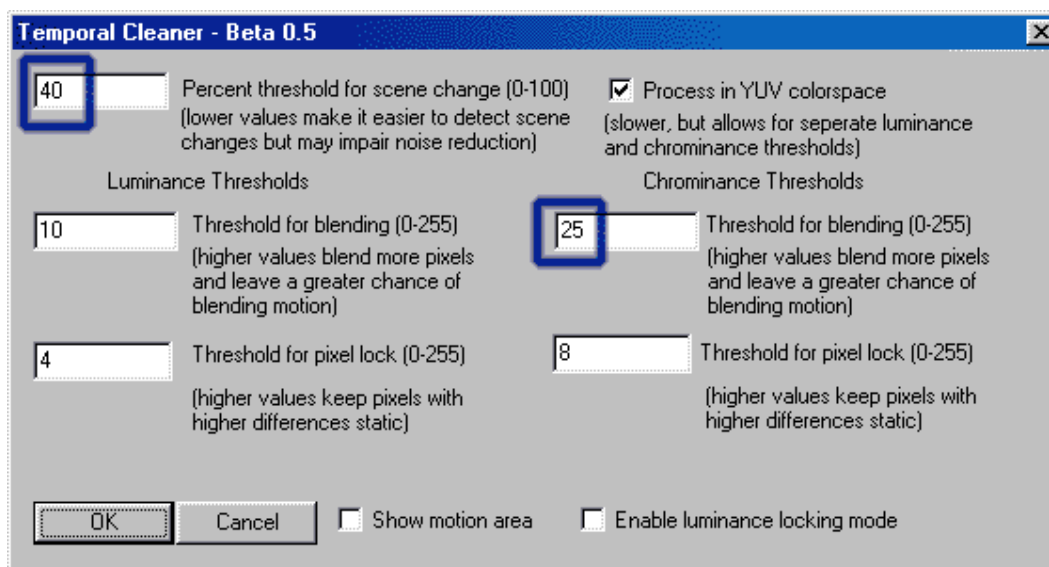 Temporal Cleaner - Beta 0.5
40
Percent threshold for scene change (0-100)
(lower values make it easier to detect scene
changes but may impair noise reduction)
Process in YUV colorspace
(slower, but allows for seperate luminance
and chrominance thresholds)
Luminance Thresholds
10
Threshold for blending (0-255)
(higher values blend more pixels
and leave a greater chance of
blending motion)
4
Threshold for pixel lock (0-255)
(higher values keep pixels with
higher differences static)
Chrominance Thresholds
25
Threshold for blending (0-255)
(higher values blend more pixels
and leave a greater chance of
blending motion)
8
Threshold for pixel lock (0-255)
(higher values keep pixels with
higher differences static)
OK
Cancel
Show motion area
Enable luminance locking mode